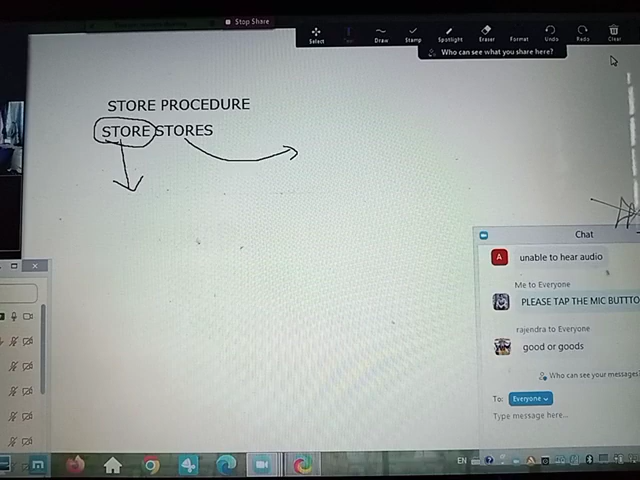 Stop Share
Select
Draw
Stamp
Spotlight
Eraser
Format
Undo
Redo
Clear
Who can see what you share here?
STORE PROCEDURE
STORE STORES
Chat
A
unable to hear audio
Me to Everyone
PLEASE TAP THE MIC BUTTTO
rajendra to Everyone
good or goods
Who can see your messages?
To: Everyone
Type message here...
EN